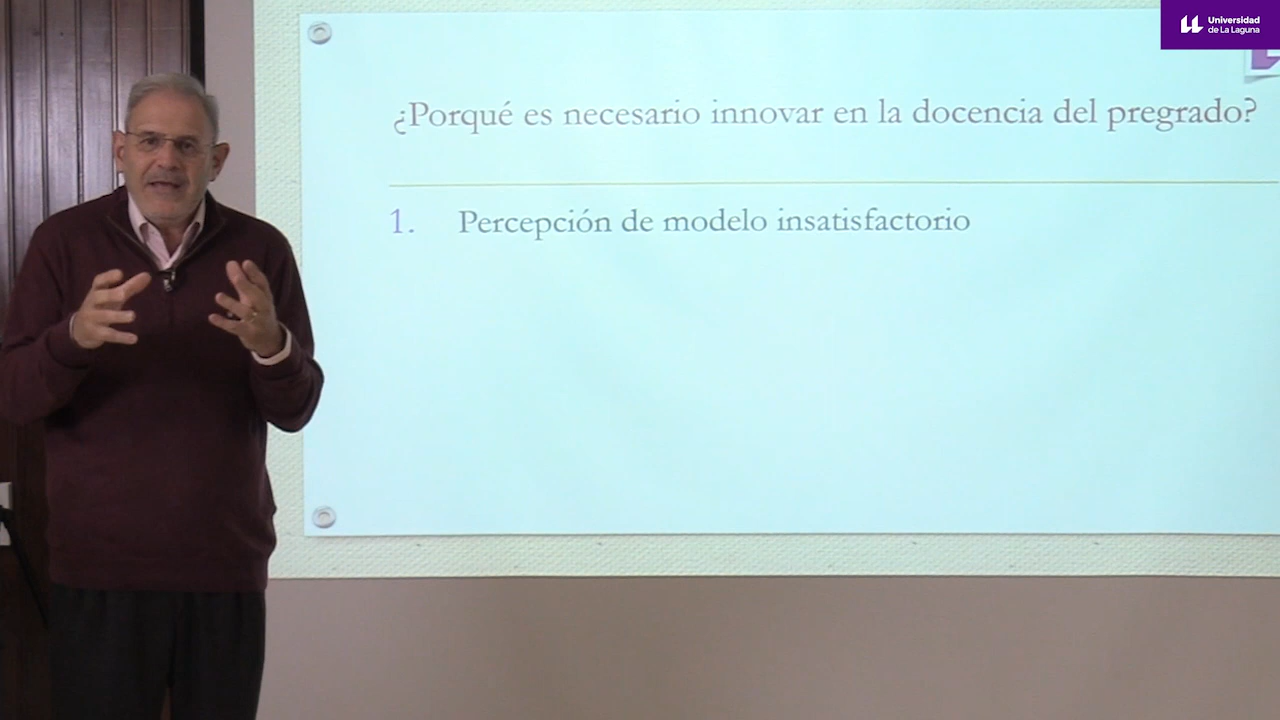 Universidad
de La Laguna
¿Porqué es necesario innovar en la docencia del pregrado?
1. Percepción de modelo insatisfactorio